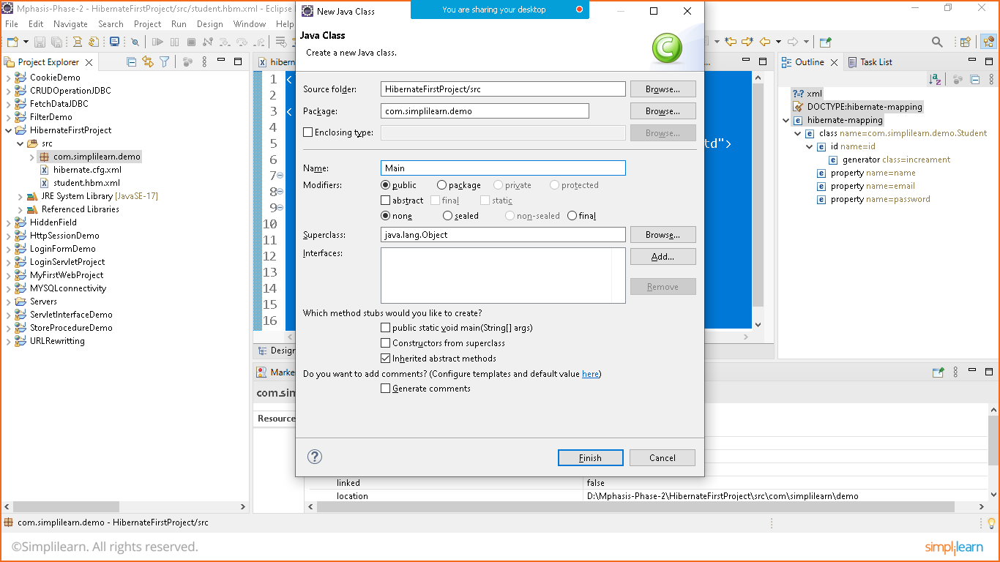 Mphasis-Phase-2 - HibernateFirstProject/src/student.hbm.xml - Eclipse
File Edit Source Refactor Navigate Search Project Run Design Window Help
Project Explorer
CookieDemo
CRUDOperationJDBC
FetchDataJDBC
FilterDemo
HibernateFirstProject
src
com.simplilearn.demo
hibernate.cfg.xml
student.hbm.xml
JRE System Library [JavaSE-17]
Referenced Libraries
HiddenField
HttpSessionDemo
LoginFormDemo
LoginServletProject
MyFirstWebProject
MYSQLconnectivity
Servers
ServletInterfaceDemo
StoreProcedureDemo
URLRewritting
hibern
1 <
2
3 <
4
5 td">
6
7
8
9
10
11
12
13
14
15
16
Design
Marke
com.sim
Resource
linked false
location D:\Mphasis-Phase-2\HibernateFirstProject\src\com\simplilearn\demo
New Java Class
You are sharing your desktop
Java Class
Create a new Java class.
Source folder: HibernateFirstProject/src Browse...
Package: com.simplilearn.demo Browse...
Enclosing type: Browse...
Name: Main
Modifiers: public package private protected
abstract final static
none sealed non-sealed final
Superclass: java.lang.Object Browse...
Interfaces: Add...
Remove
Which method stubs would you like to create?
public static void main(String[] args)
Constructors from superclass
Inherited abstract methods
Do you want to add comments? (Configure templates and default value here)
Generate comments
? Finish Cancel
Outline Task List
?-? xml
DOCTYPE:hibernate-mapping
hibernate-mapping
class name=com.simplilearn.demo.Student
id name=id
generator class=increament
property name=name
property name=email
property name=password
com.simplilearn.demo - HibernateFirstProject/src
©Simplilearn. All rights reserved.
simplilearn